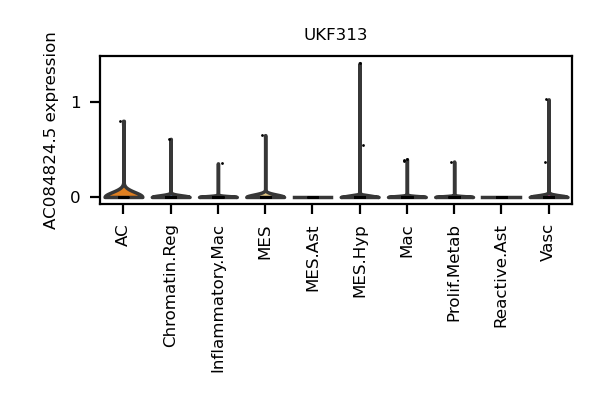 UKF313
AC084824.5 expression
1
0
AC
Chromatin.Reg
Inflammatory.Mac
MES
MES.Ast
MES.Hyp
Mac
Prolif.Metab
Reactive.Ast
Vasc